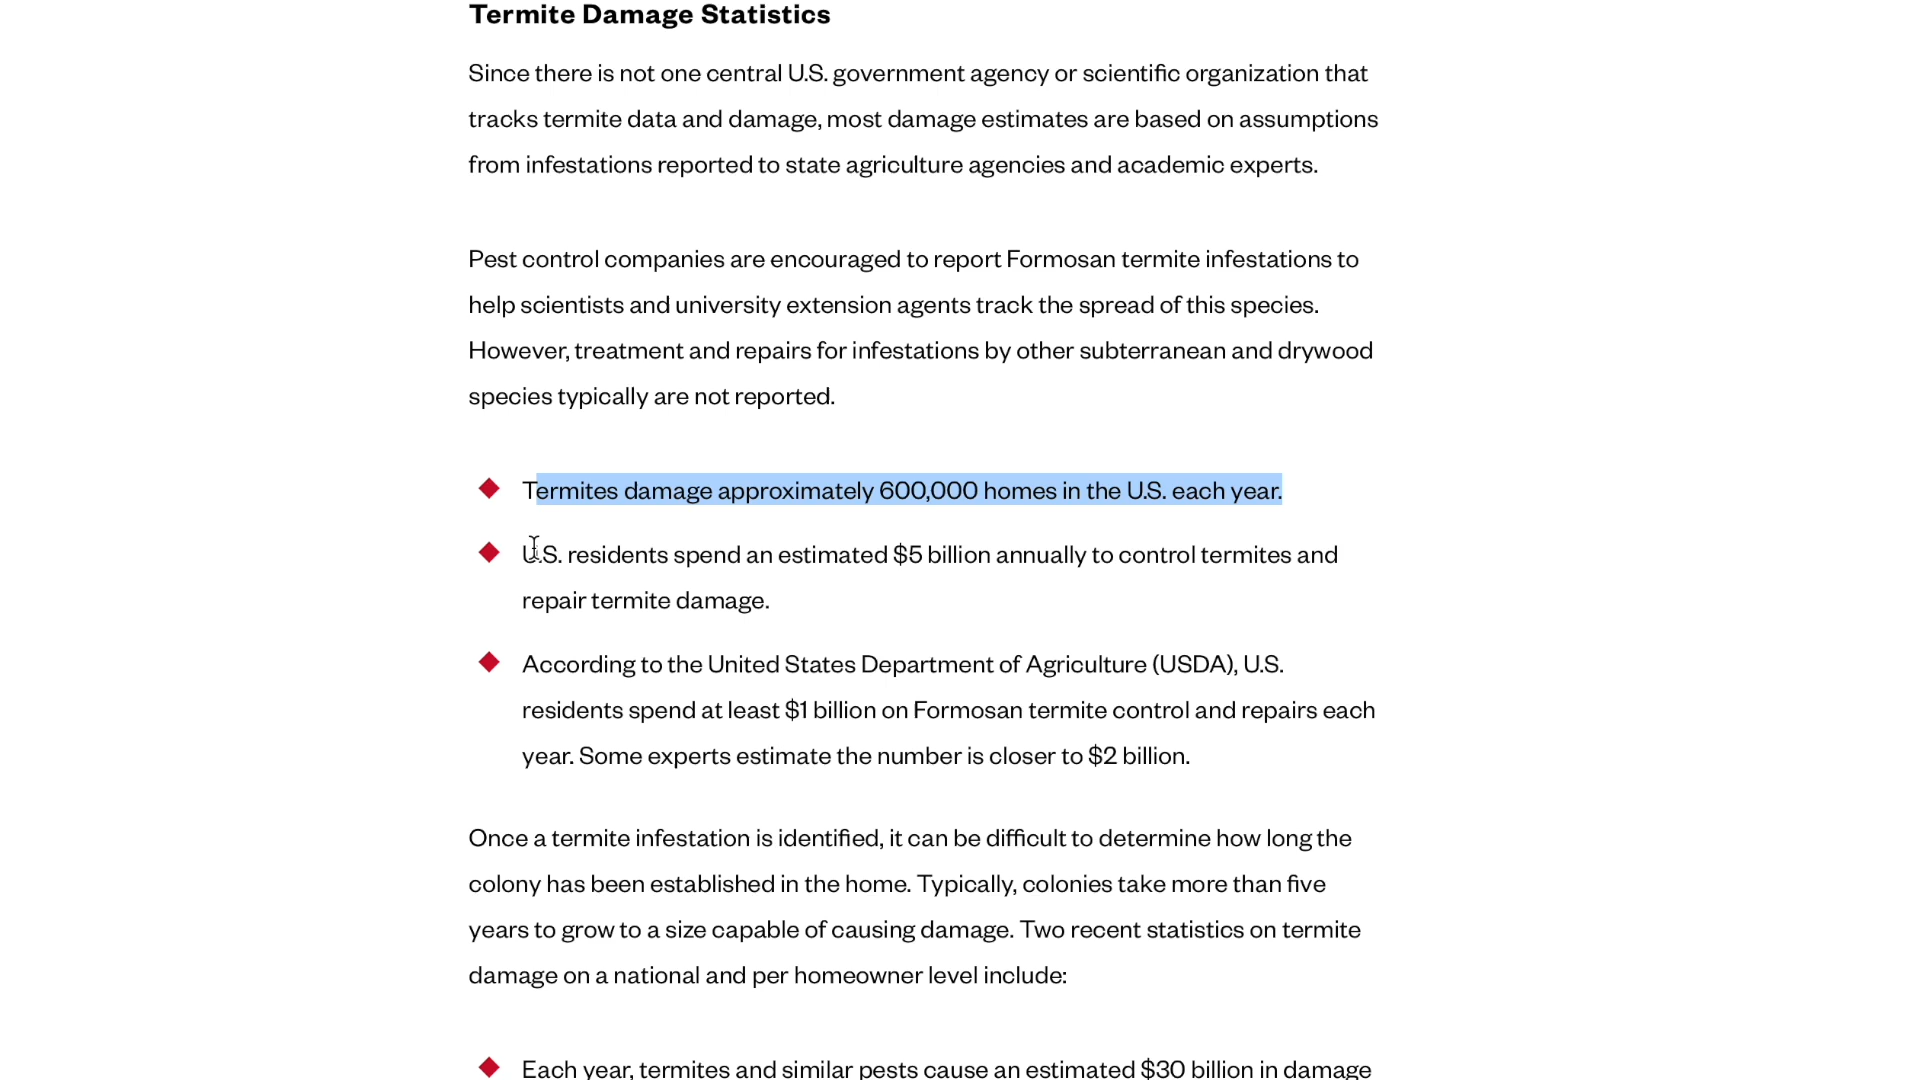 Termite Damage Statistics
Since there is not one central U.S. government agency or scientific organization that
tracks termite data and damage, most damage estimates are based on assumptions
from infestations reported to state agriculture agencies and academic experts.
Pest control companies are encouraged to report Formosan termite infestations to
help scientists and university extension agents track the spread of this species.
However, treatment and repairs for infestations by other subterranean and drywood
species typically are not reported.
Termites damage approximately 600,000 homes in the U.S. each year.
U.S. residents spend an estimated $5 billion annually to control termites and
repair termite damage.
According to the United States Department of Agriculture (USDA), U.S.
residents spend at least $1 billion on Formosan termite control and repairs each
year. Some experts estimate the number is closer to $2 billion.
Once a termite infestation is identified, it can be difficult to determine how long the
colony has been established in the home. Typically, colonies take more than five
years to grow to a size capable of causing damage. Two recent statistics on termite
damage on a national and per homeowner level include:
Each year, termites and similar pests cause an estimated $30 billion in damage